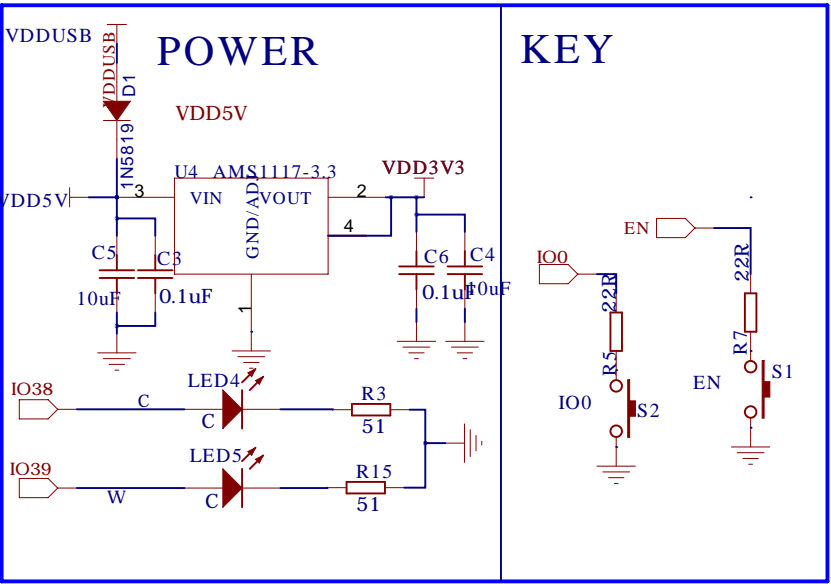 POWER
KEY
VDDUSB
VDDUSB
D1
1N5819
VDD5V
VDD5V
U4 AMS1117-3.3
3
VIN
VOUT
GND/ADJ
2
4
1
VDD3V3
C5
10uF
C3
0.1uF
C6
0.1uF
C4
10uF
IO38
C
LED4
C
R3
51
IO39
W
LED5
C
R15
51
IO0
22R
R5
IO0
S2
EN
22R
R7
EN
S1